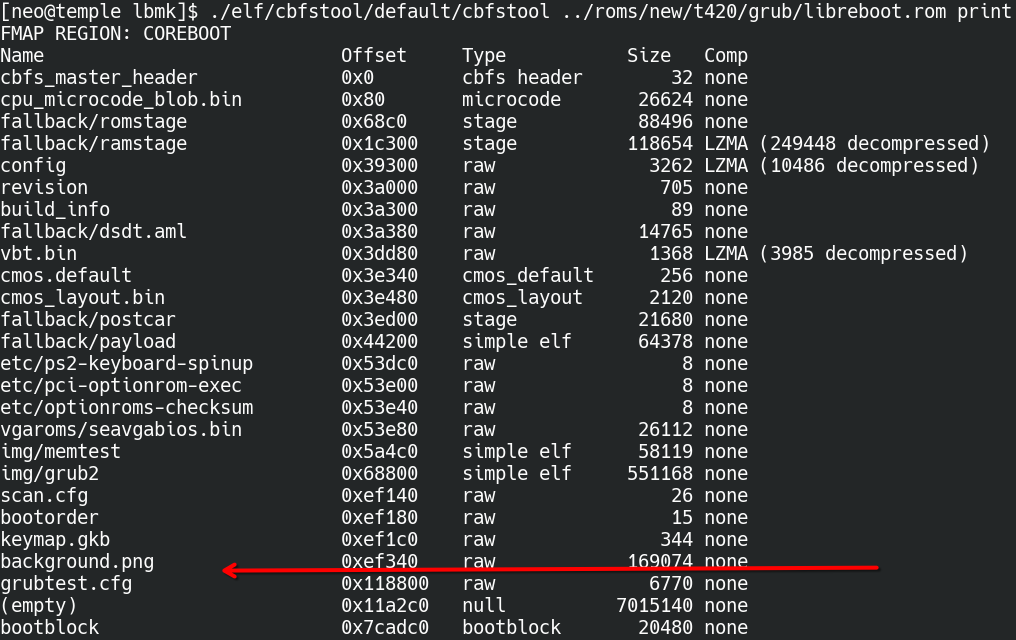 [neo@temple lbmk]$ ./elf/cbfstool/default/cbfstool ../roms/new/t420/grub/libreboot.rom print
FMAP REGION: COREBOOT
Name                           Offset     Type           Size   Comp
cbfs_master_header             0x0        cbfs header        32 none
cpu_microcode_blob.bin         0x80       microcode       26624 none
fallback/romstage              0x68c0     stage           88496 none
fallback/ramstage              0x1c300    stage          118654 LZMA (249448 decompressed)
config                         0x39300    raw              3262 LZMA (10486 decompressed)
revision                       0x3a000    raw               705 none
build_info                     0x3a300    raw                89 none
fallback/dsdt.aml              0x3a380    raw             14765 none
vbt.bin                        0x3dd80    raw              1368 LZMA (3985 decompressed)
cmos.default                   0x3e340    cmos_default      256 none
cmos_layout.bin                0x3e480    cmos_layout      2120 none
fallback/postcar               0x3ed00    stage           21680 none
fallback/payload               0x44200    simple elf      64378 none
etc/ps2-keyboard-spinup        0x53dc0    raw                 8 none
etc/pci-optionrom-exec         0x53e00    raw                 8 none
etc/optionroms-checksum        0x53e40    raw                 8 none
vgaroms/seavgabios.bin         0x53e80    raw             26112 none
img/memtest                    0x5a4c0    simple elf      58119 none
img/grub2                      0x68800    simple elf     551168 none
scan.cfg                       0xef140    raw                26 none
bootorder                      0xef180    raw                15 none
keymap.gkb                     0xef1c0    raw               344 none
background.png                 0xef340    raw            169074 none
grubtest.cfg                   0x118800   raw              6770 none
(empty)                        0x11a2c0   null          7015140 none
bootblock                      0x7cadc0   bootblock       20480 none